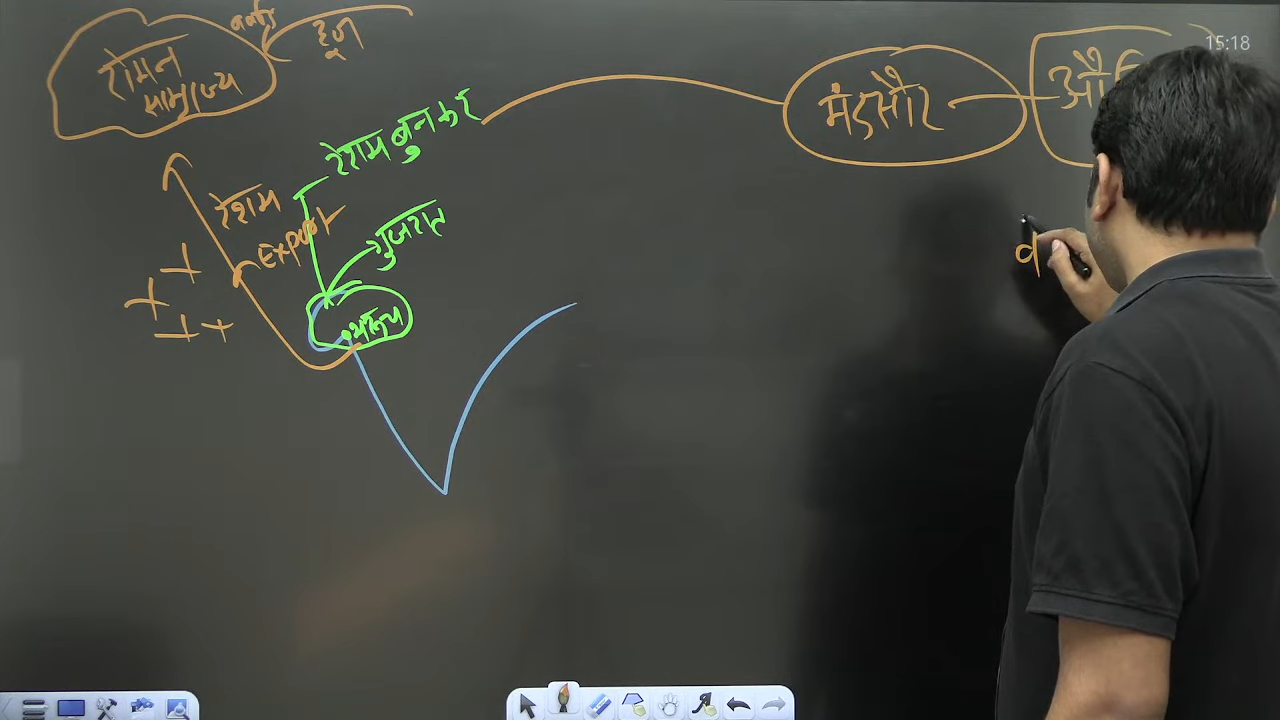 रोमन
साम्राज्य
हूण
रेशम बुनकर
मंदसौर
औ
15:18
रेशम
Export
गुजरात
व